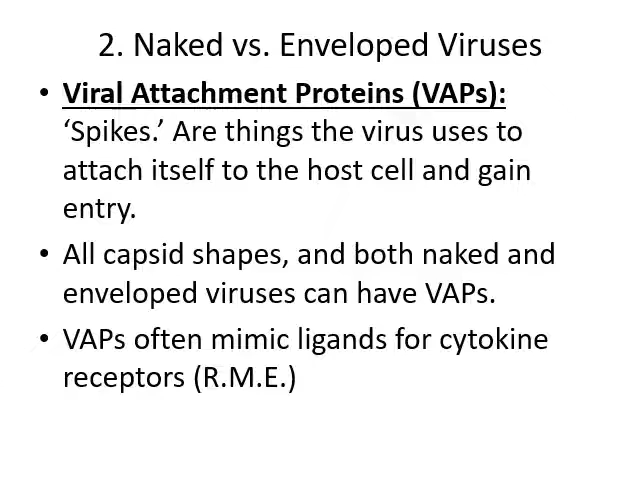 2. Naked vs. Enveloped Viruses
• Viral Attachment Proteins (VAPs):
‘Spikes.’ Are things the virus uses to
attach itself to the host cell and gain
entry.
• All capsid shapes, and both naked and
enveloped viruses can have VAPs.
• VAPs often mimic ligands for cytokine
receptors (R.M.E.)